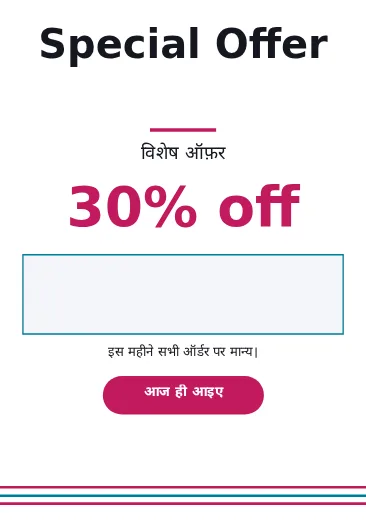 Special Offer
विशेष ऑफ़र
30% off
इस महीने सभी ऑर्डर पर मान्य।
आज ही आइए